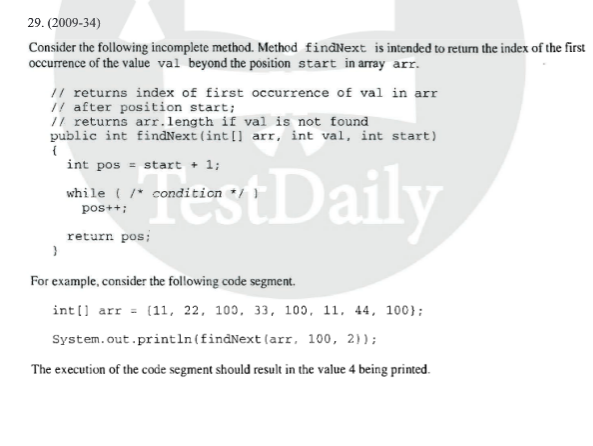 29. (2009-34)
Consider the following incomplete method. Method findNext is intended to return the index of the first
occurrence of the value val beyond the position start in array arr.
// returns index of first occurrence of val in arr
// after position start;
// returns arr.length if val is not found
public int findNext(int[] arr, int val, int start)
{
int pos = start + 1;
while ( /* condition */ )
pos++;
return pos;
}
For example, consider the following code segment.
int[] arr = {11, 22, 100, 33, 100, 11, 44, 100};
System.out.println(findNext(arr, 100, 2));
The execution of the code segment should result in the value 4 being printed.
TestDaily